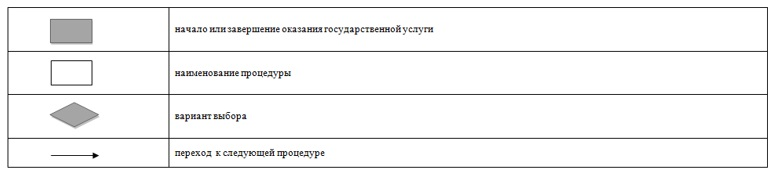 начало или завершение оказания государственной услуги
наименование процедуры
вариант выбора
переход к следующей процедуре